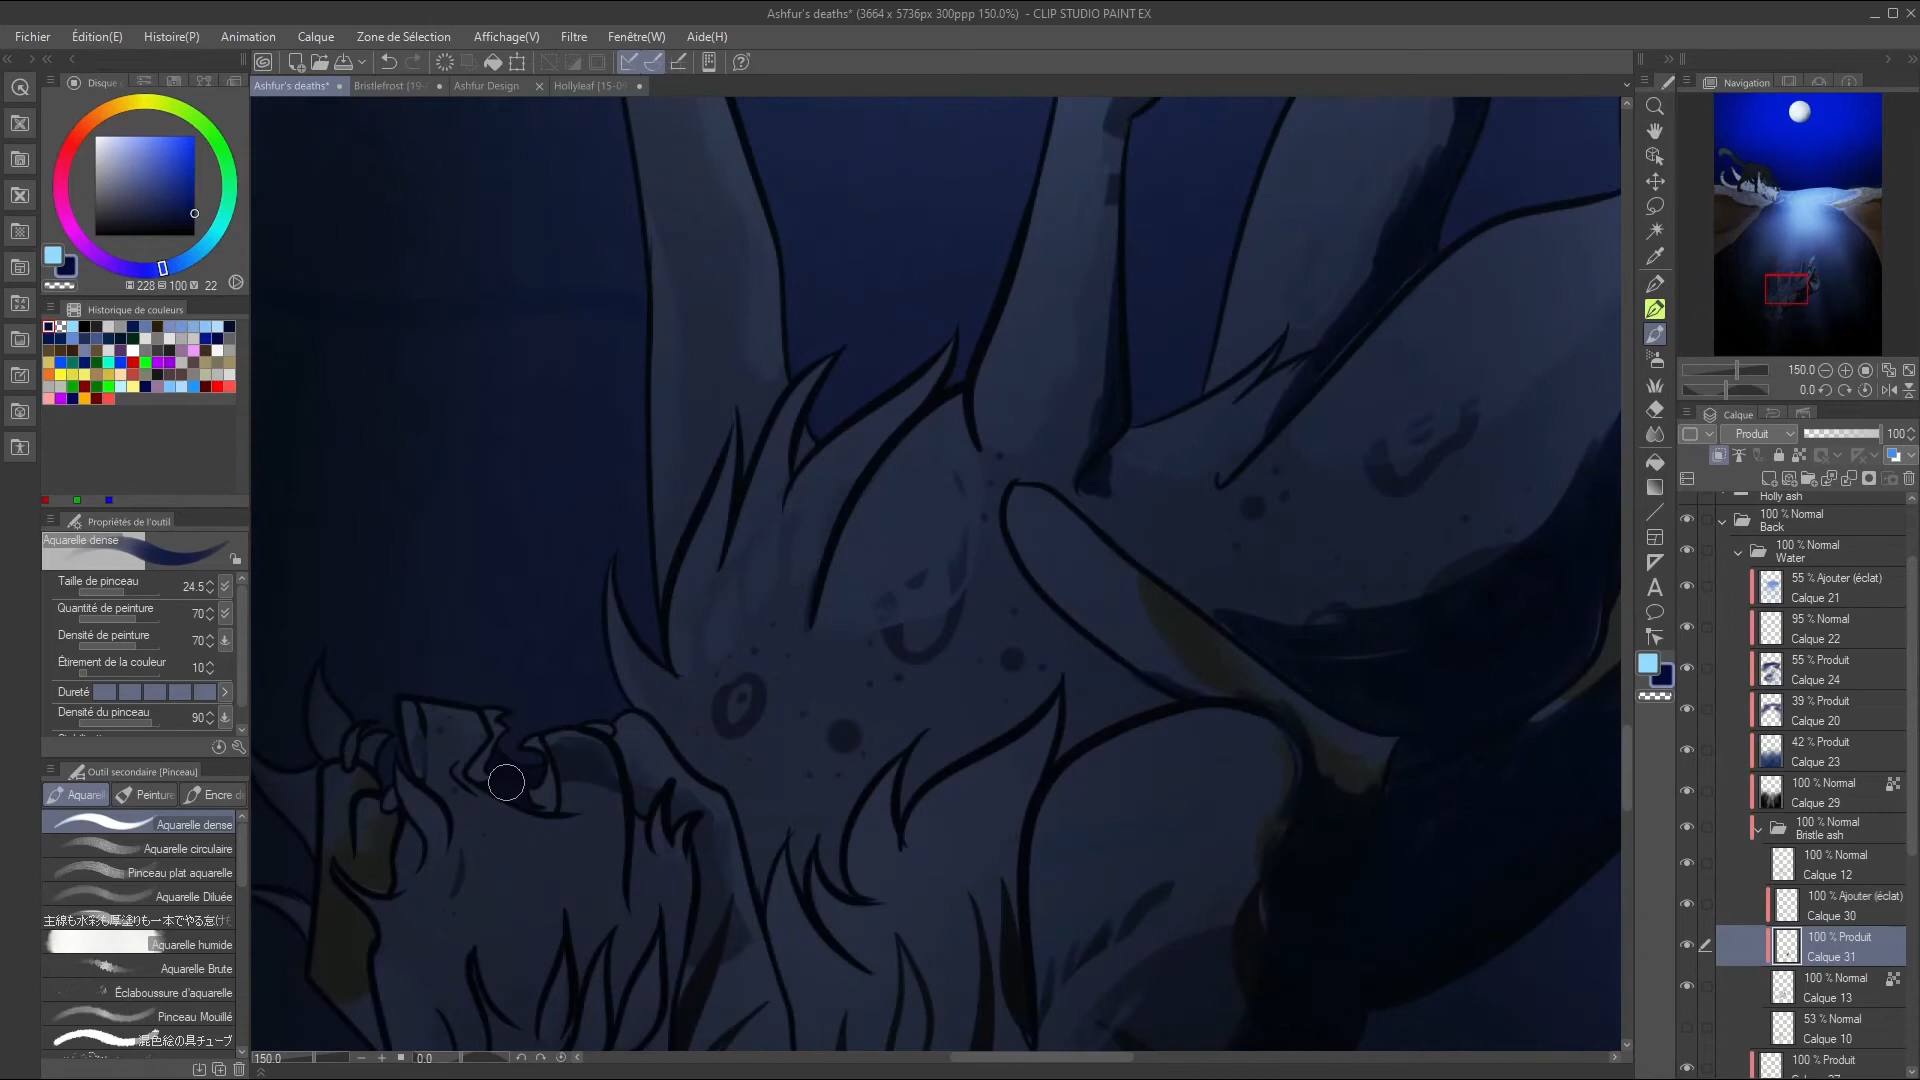 Ashfur's deaths* (3664 x 5736px 300ppp 150.0%) - CLIP STUDIO PAINT EX
Fichier Édition(E) Histoire(P) Animation Calque Zone de Sélection Affichage(V) Filtre Fenêtre(W) Aide(H)
Disque
Ashfur's deaths* Bristlefrost [19- Ashfur Design Hollyleaf [15-09
Navigation
228 100 22
Historique de couleurs
150.0
0.0
Calque
Produit 100
Propriétés de l'outil
Aquarelle dense
Taille de pinceau 24.5
Quantité de peinture 70
Densité de peinture 70
Étirement de la couleur 10
Dureté
Densité du pinceau 90
Outil secondaire [Pinceau]
Aquarel Peinture Encre de
Aquarelle dense
Aquarelle circulaire
Pinceau plat aquarelle
Aquarelle Diluée
主線も水彩も厚塗りも一本でやる怠け
Aquarelle humide
Aquarelle Brute
Éclaboussure d'aquarelle
Pinceau Mouillé
混色絵の具チューブ
Holly ash
100 % Normal
Back
100 % Normal
Water
55 % Ajouter (éclat)
Calque 21
95 % Normal
Calque 22
55 % Produit
Calque 24
39 % Produit
Calque 20
42 % Produit
Calque 23
100 % Normal
Calque 29
100 % Normal
Bristle ash
100 % Normal
Calque 12
100 % Ajouter (éclat)
Calque 30
100 % Produit
Calque 31
100 % Normal
Calque 13
53 % Normal
Calque 10
100 % Produit
150.0 0.0